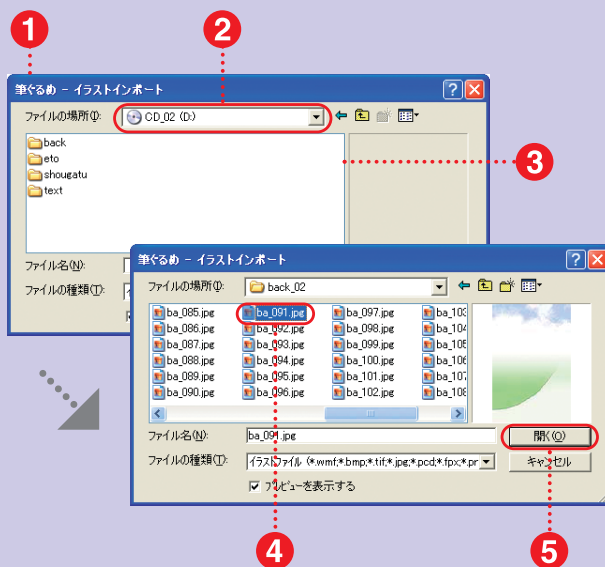 1 2
筆ぐるめ - イラストインポート
ファイルの場所(I): CD_02 (D:)
back
eto
shougatu
text
3
ファイル名(N):
ファイルの種類(T):
筆ぐるめ - イラストインポート
ファイルの場所(I): back_02
ba_085.jpg ba_091.jpg ba_097.jpg ba_103
ba_086.jpg ba_092.jpg ba_098.jpg ba_104
ba_087.jpg ba_093.jpg ba_099.jpg ba_105
ba_088.jpg ba_094.jpg ba_100.jpg ba_106
ba_089.jpg ba_095.jpg ba_101.jpg ba_107
ba_090.jpg ba_096.jpg ba_102.jpg ba_108
ファイル名(N): ba_091.jpg 開く(O)
ファイルの種類(T): イラストファイル (*.wmf;*.bmp;*.tif;*.jpg;*.pcd;*.fpx;*.pr キャンセル
プレビューを表示する
4 5